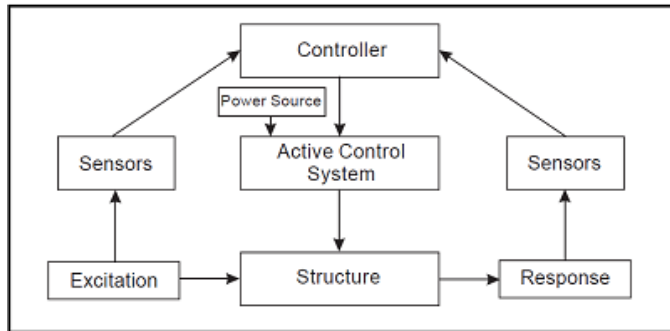 Controller
Power Source
Sensors
Active Control
System
Sensors
Excitation
Structure
Response